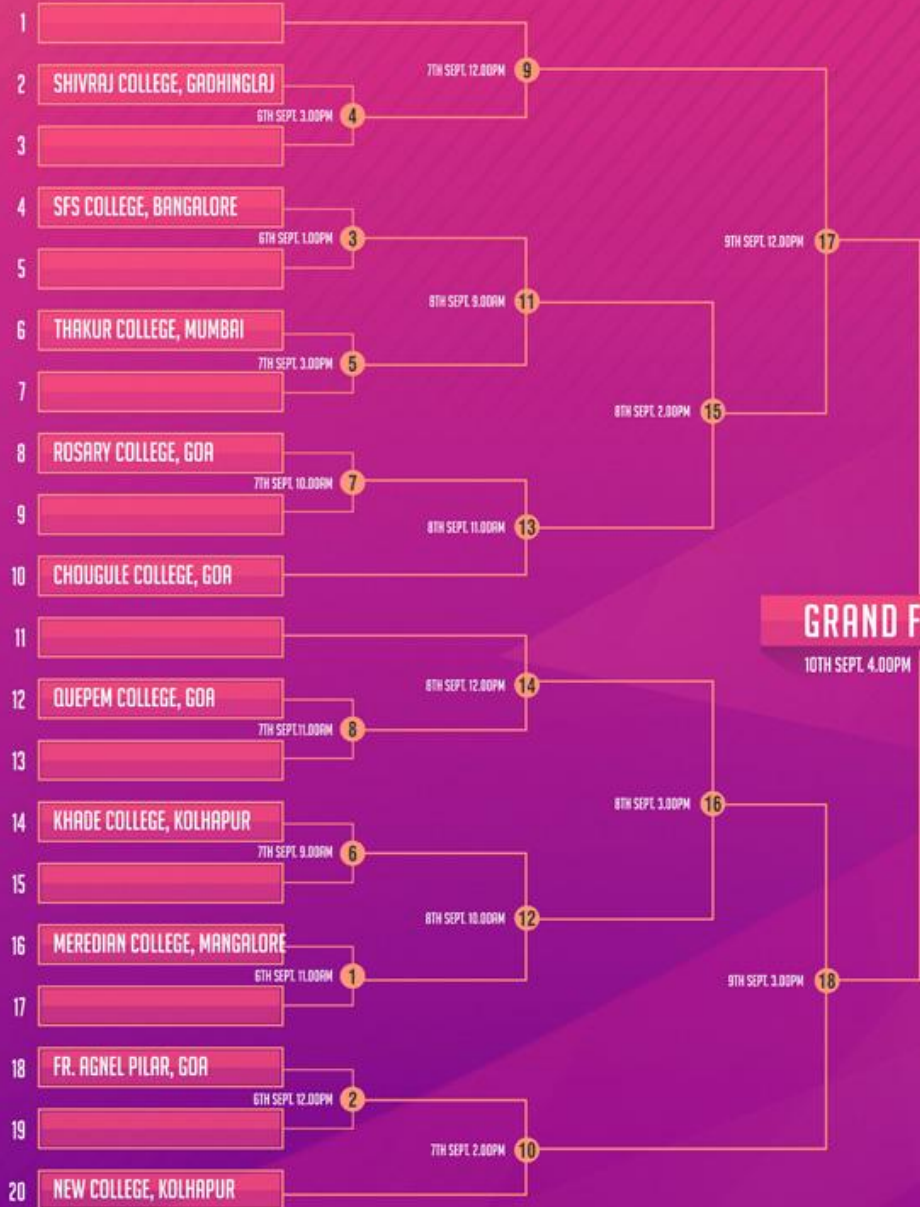 1
7TH SEPT. 12.00PM 9
2 SHIVRAJ COLLEGE, GADHINGLAJ
6TH SEPT. 3.00PM 4
3
4 SFS COLLEGE, BANGALORE
6TH SEPT. 1.00PM 3
9TH SEPT. 12.00PM 17
5
8TH SEPT. 9.00AM 11
6 THAKUR COLLEGE, MUMBAI
7TH SEPT. 3.00PM 5
7
8TH SEPT. 2.00PM 15
8 ROSARY COLLEGE, GOA
7TH SEPT. 10.00AM 7
9
8TH SEPT. 11.00AM 13
10 CHOUGULE COLLEGE, GOA
GRAND F
11
10TH SEPT. 4.00PM
8TH SEPT. 12.00PM 14
12 QUEPEM COLLEGE, GOA
7TH SEPT.11.00AM 8
13
8TH SEPT. 3.00PM 16
14 KHADE COLLEGE, KOLHAPUR
7TH SEPT. 9.00AM 6
15
8TH SEPT. 10.00AM 12
16 MEREDIAN COLLEGE, MANGALORE
6TH SEPT. 11.00AM 1
9TH SEPT. 3.00PM 18
17
18 FR. AGNEL PILAR, GOA
6TH SEPT. 12.00PM 2
19
7TH SEPT. 2.00PM 10
20 NEW COLLEGE, KOLHAPUR